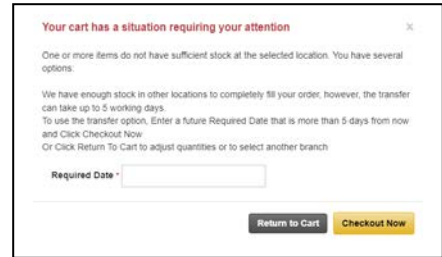 Your cart has a situation requiring your attention
x
One or more items do not have sufficient stock at the selected location. You have several
options:
We have enough stock in other locations to completely fill your order, however, the transfer
can take up to 5 working days.
To use the transfer option, Enter a future Required Date that is more than 5 days from now
and Click Checkout Now
Or Click Return To Cart to adjust quantities or to select another branch
Required Date *
Return to Cart Checkout Now